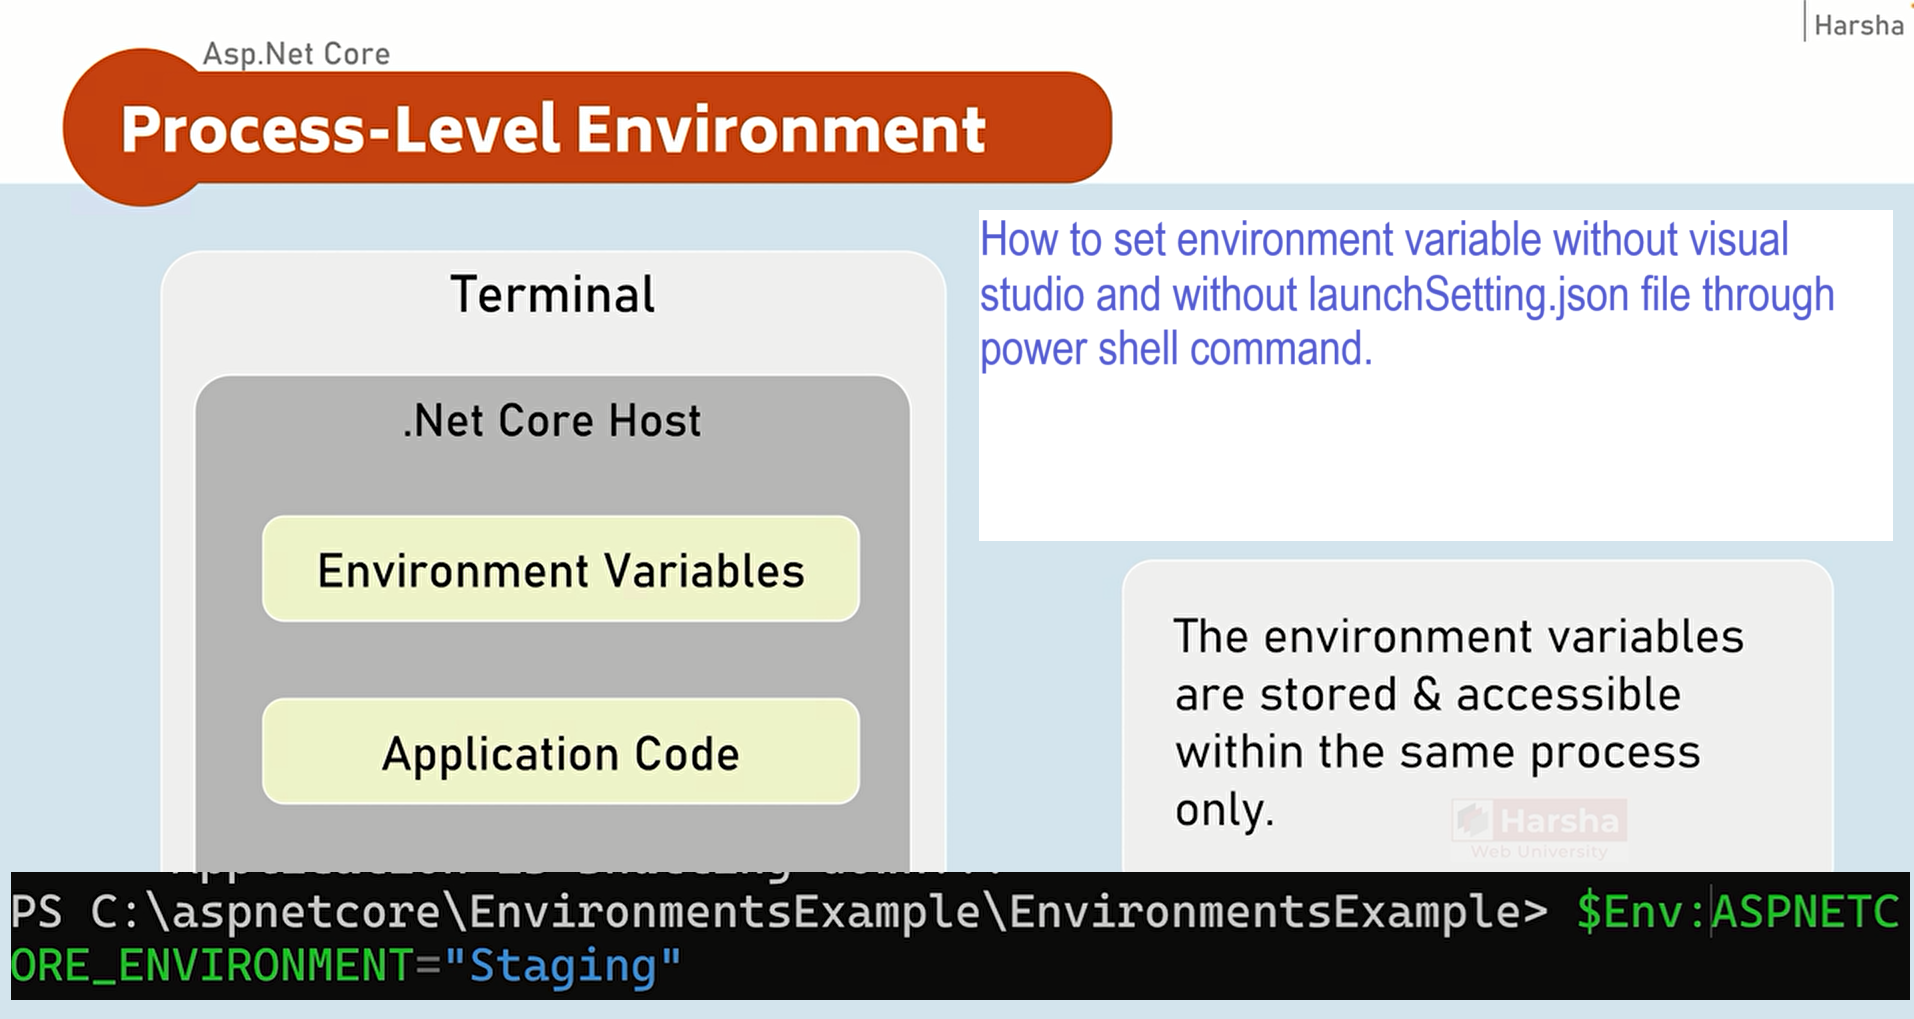 Harsha
Asp.Net Core
Process-Level Environment
Terminal
.Net Core Host
Environment Variables
Application Code
How to set environment variable without visual
studio and without launchSetting.json file through
power shell command.
The environment variables
are stored & accessible
within the same process
only.
Harsha
Web University
PS C:\aspnetcore\EnvironmentsExample\EnvironmentsExample> $Env:ASPNETC
ORE_ENVIRONMENT="Staging"